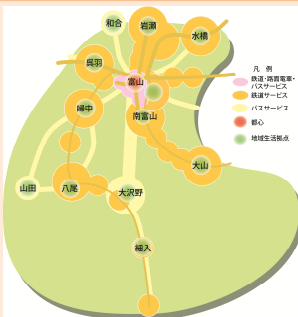 和合
岩瀬
水橋
呉羽
富山
婦中
南富山
大山
山田
八尾
大沢野
細入
凡 例
鉄道・路面電車・
バスサービス
鉄道サービス
バスサービス
都心
地域生活拠点